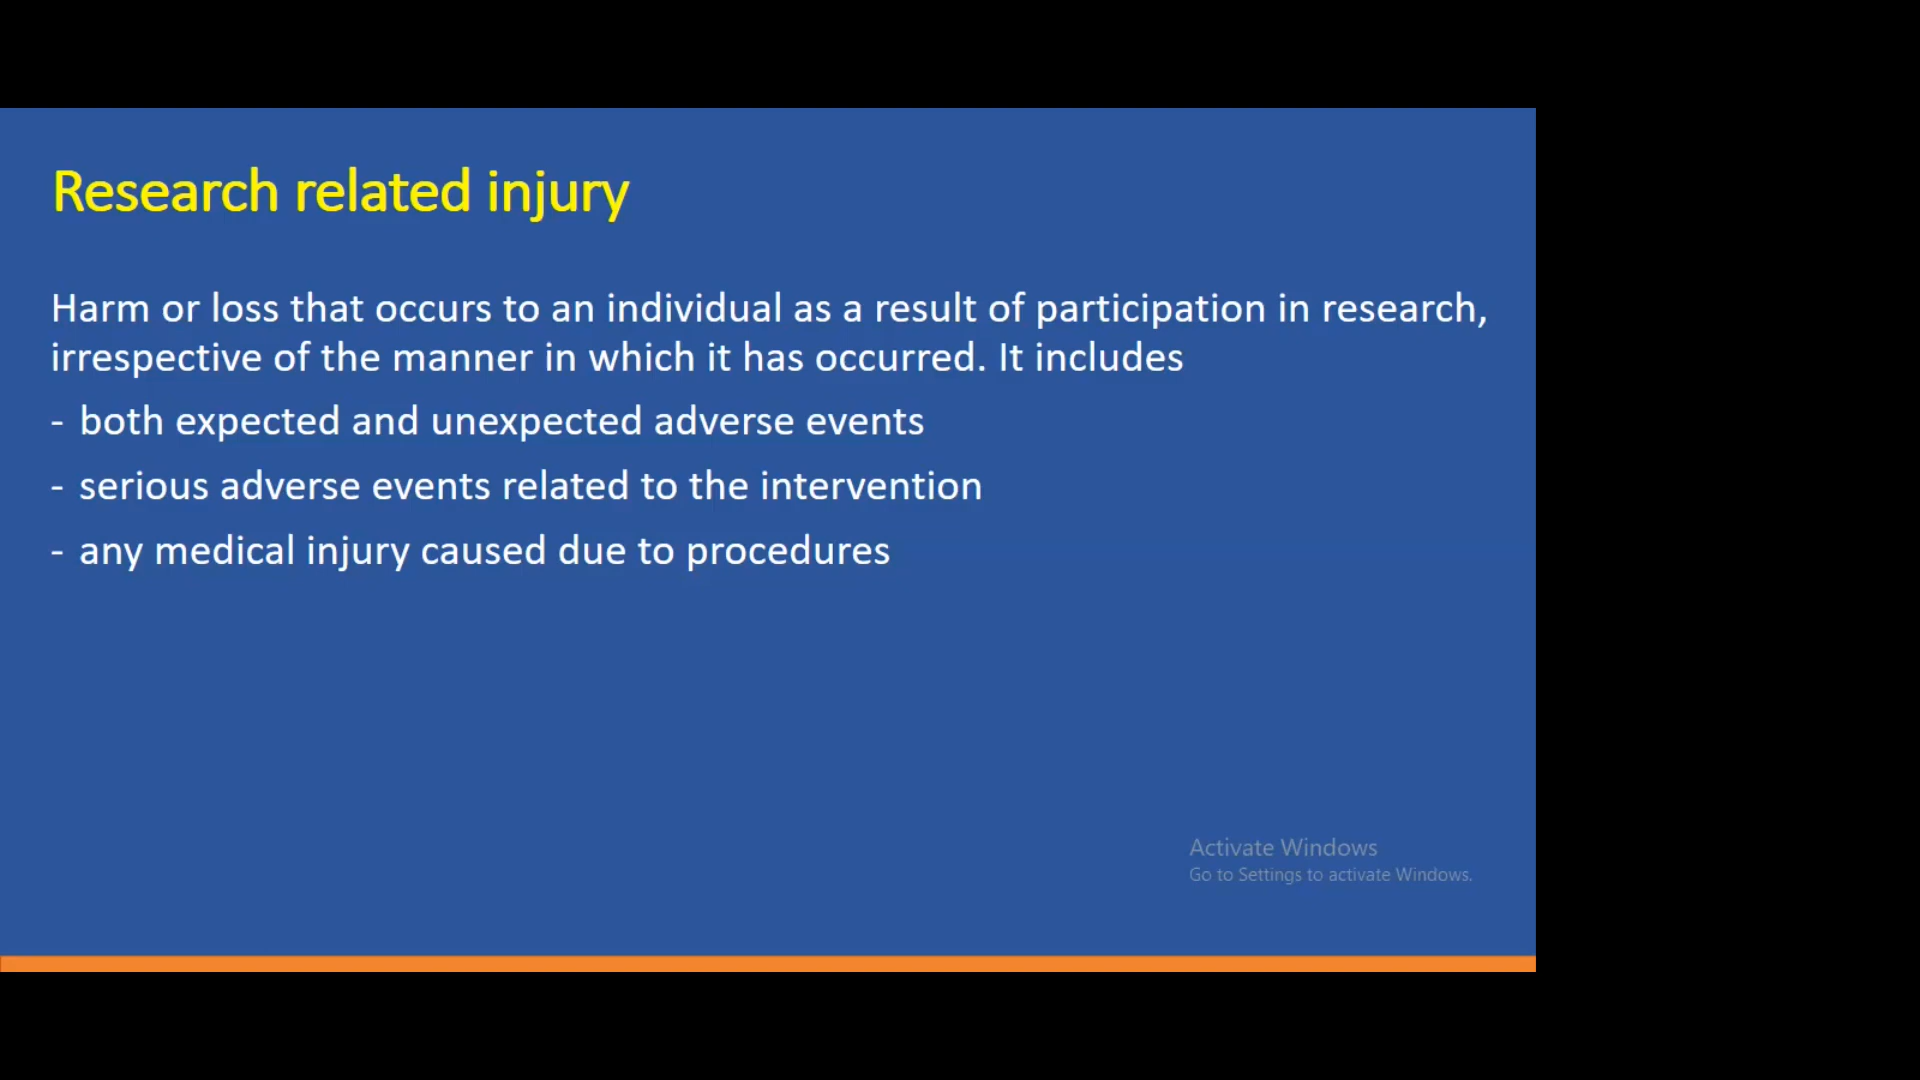 Research related injury
Harm or loss that occurs to an individual as a result of participation in research,
irrespective of the manner in which it has occurred. It includes
- both expected and unexpected adverse events
- serious adverse events related to the intervention
- any medical injury caused due to procedures
Activate Windows
Go to Settings to activate Windows.